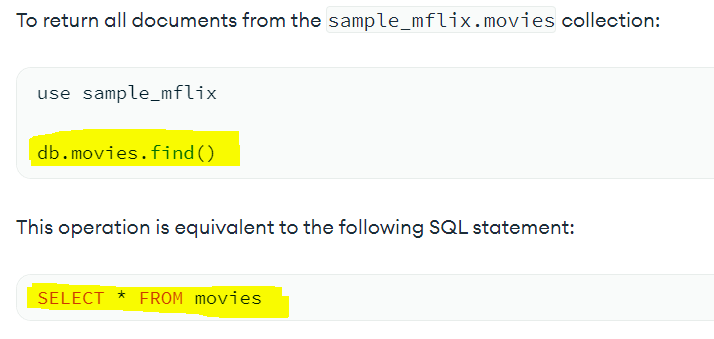 To return all documents from the sample_mflix.movies collection:
use sample_mflix
db.movies.find()
This operation is equivalent to the following SQL statement:
SELECT * FROM movies